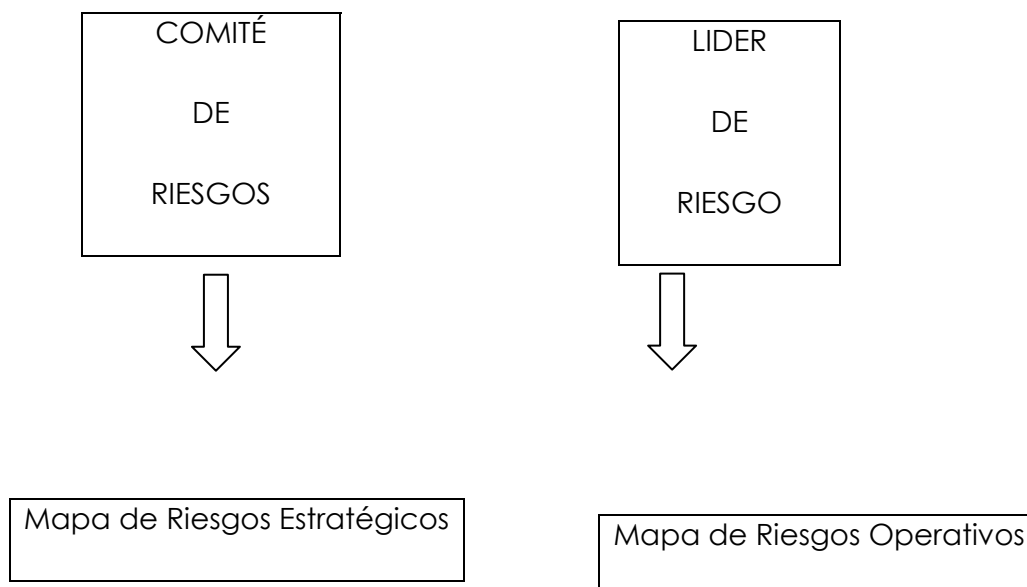 COMITÉ
DE
RIESGOS
LIDER
DE
RIESGO
Mapa de Riesgos Estratégicos
Mapa de Riesgos Operativos